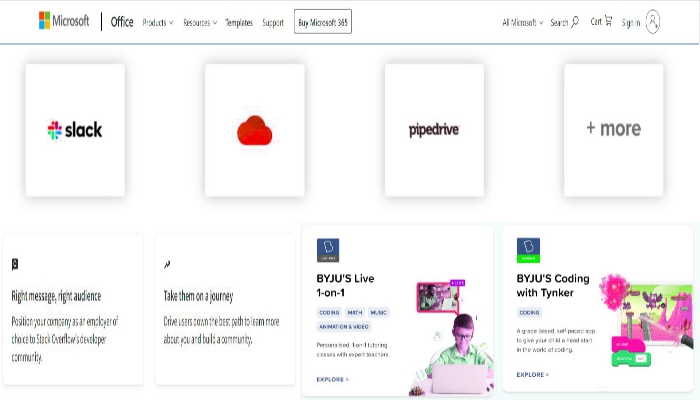 Microsoft Office Products Resources Templates Support Buy Microsoft 365 All Microsoft Search Cart Sign in
slack
pipedrive
+ more
Right message, right audience
Position your company as an employer of
choice to Stack Overflow's developer
community.
Take them on a journey
Drive users down the best path to learn more
about you and build a community.
BYJU'S Live
1-on-1
CODING MATH MUSIC
ANIMATION & VIDEO
Personalised, 1-on-1 tutoring
classes with expert teachers.
EXPLORE >
LIVE
BYJU'S Coding
with Tynker
CODING
A grade based, self-paced app
to give your child a head start
in the world of coding.
EXPLORE >